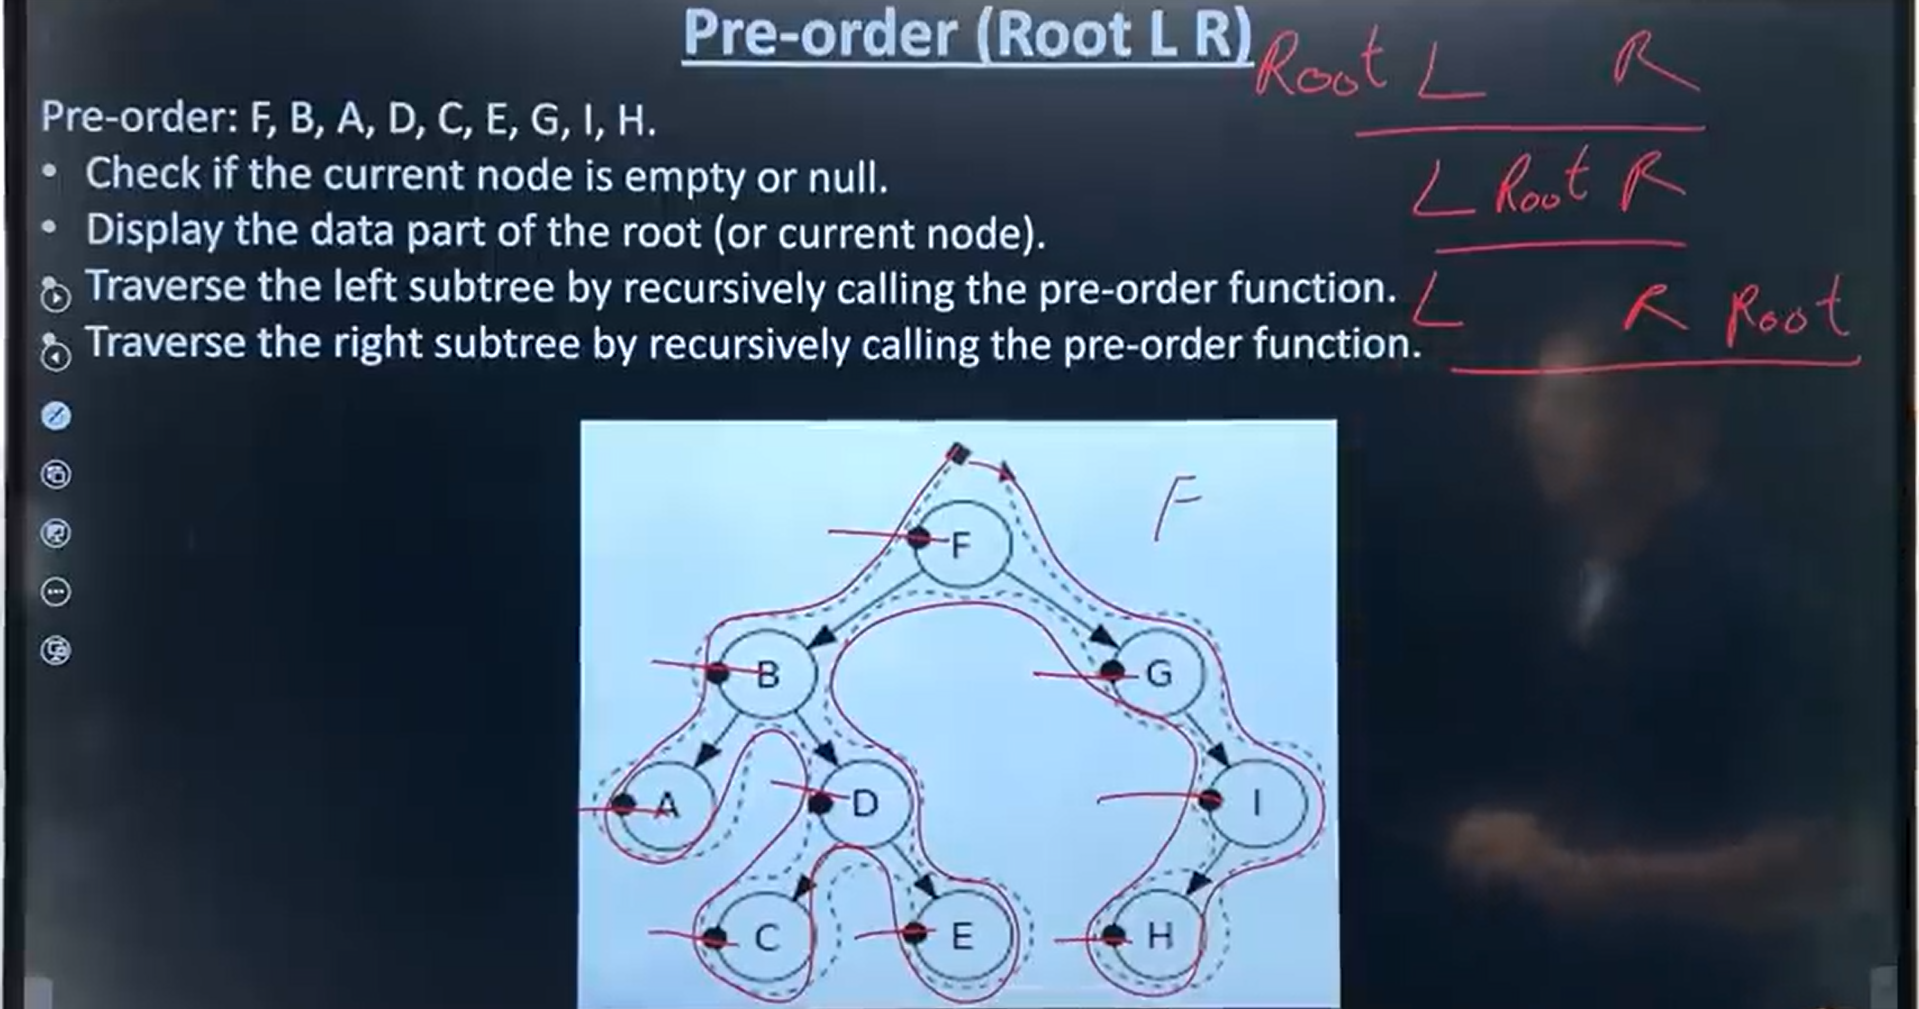 Pre-order (Root L R)
Root L R
Pre-order: F, B, A, D, C, E, G, I, H.
• Check if the current node is empty or null.
L Root R
• Display the data part of the root (or current node).
• Traverse the left subtree by recursively calling the pre-order function.
L R Root
• Traverse the right subtree by recursively calling the pre-order function.
F
F
B
G
A
D
I
C
E
H